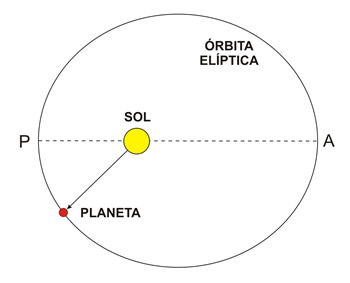 ÓRBITA
ELÍPTICA
SOL
P
A
PLANETA